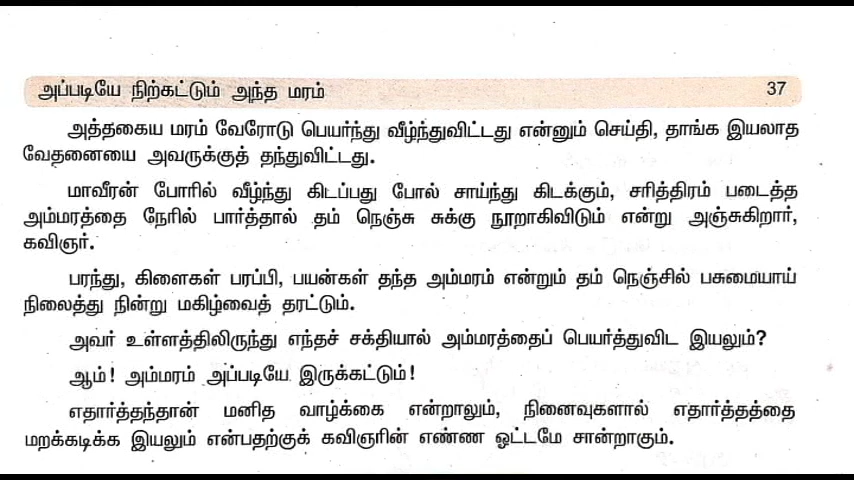 அப்படியே நிற்கட்டும் அந்த மரம் 37
அத்தகைய மரம் வேரோடு பெயர்ந்து வீழ்ந்துவிட்டது என்னும் செய்தி, தாங்க இயலாத
வேதனையை அவருக்குத் தந்துவிட்டது.
மாவீரன் போரில் வீழ்ந்து கிடப்பது போல் சாய்ந்து கிடக்கும், சரித்திரம் படைத்த
அம்மரத்தை நேரில் பார்த்தால் தம் நெஞ்சு சுக்கு நூறாகிவிடும் என்று அஞ்சுகிறார்,
கவிஞர்.
பரந்து, கிளைகள் பரப்பி, பயன்கள் தந்த அம்மரம் என்றும் தம் நெஞ்சில் பசுமையாய்
நிலைத்து நின்று மகிழ்வைத் தரட்டும்.
அவர் உள்ளத்திலிருந்து எந்தச் சக்தியால் அம்மரத்தைப் பெயர்த்துவிட இயலும்?
ஆம்! அம்மரம் அப்படியே இருக்கட்டும்!
எதார்த்தந்தான் மனித வாழ்க்கை என்றாலும், நினைவுகளால் எதார்த்தத்தை
மறக்கடிக்க இயலும் என்பதற்குக் கவிஞரின் எண்ண ஓட்டமே சான்றாகும்.